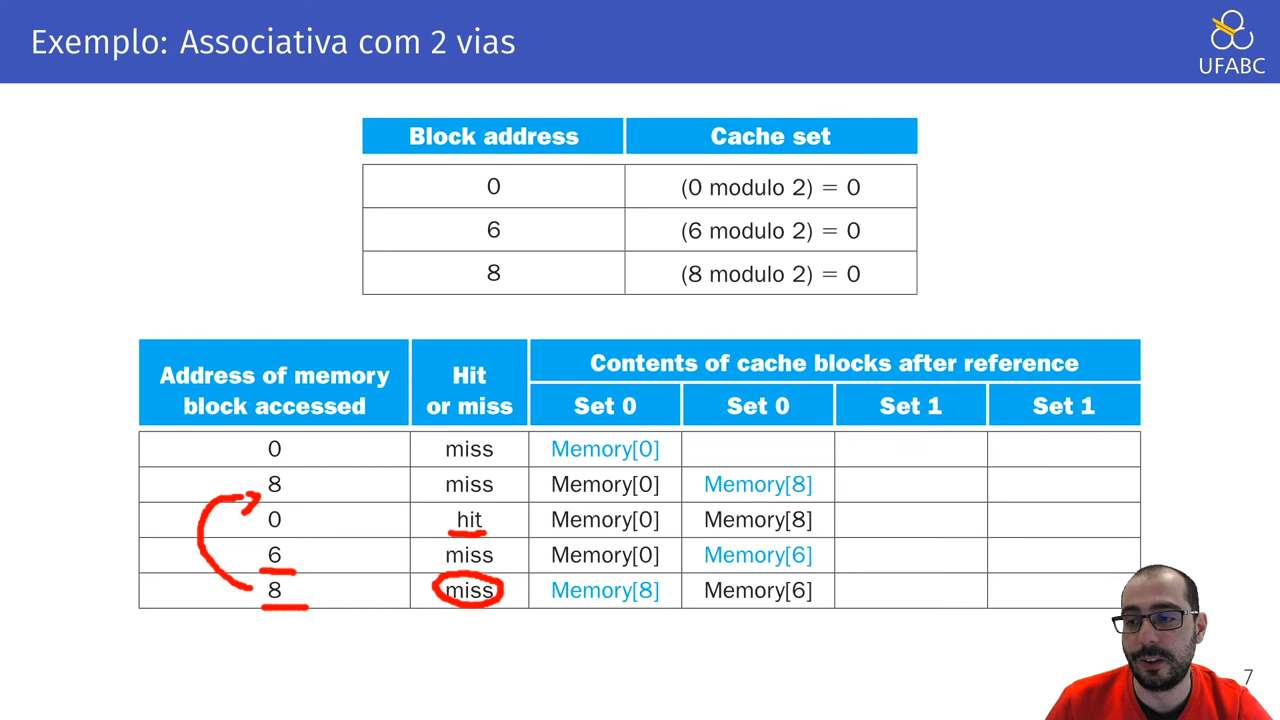 Exemplo: Associativa com 2 vias
UFABC
Block address Cache set
0 (0 modulo 2) = 0
6 (6 modulo 2) = 0
8 (8 modulo 2) = 0
Address of memory block accessed Hit or miss Contents of cache blocks after reference
Set 0 Set 0 Set 1 Set 1
0 miss Memory[0]
8 miss Memory[0] Memory[8]
0 hit Memory[0] Memory[8]
6 miss Memory[0] Memory[6]
8 miss Memory[8] Memory[6]
7